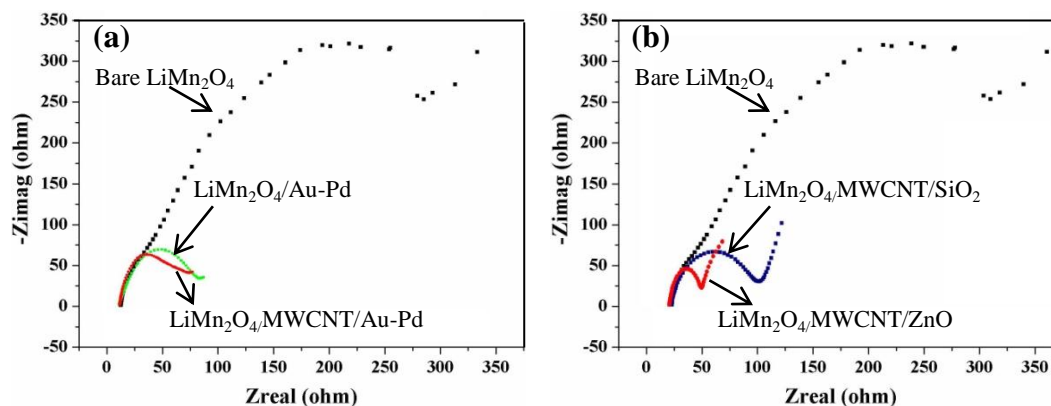 (a)
350
300
250
200
150
100
50
0
-50
-Zimag (ohm)
Bare LiMn₂O₄
LiMn₂O₄/Au-Pd
LiMn₂O₄/MWCNT/Au-Pd
0 50 100 150 200 250 300 350
Zreal (ohm)
(b)
350
300
250
200
150
100
50
0
-50
-Zimag (ohm)
Bare LiMn₂O₄
LiMn₂O₄/MWCNT/SiO₂
LiMn₂O₄/MWCNT/ZnO
0 50 100 150 200 250 300 350
Zreal (ohm)